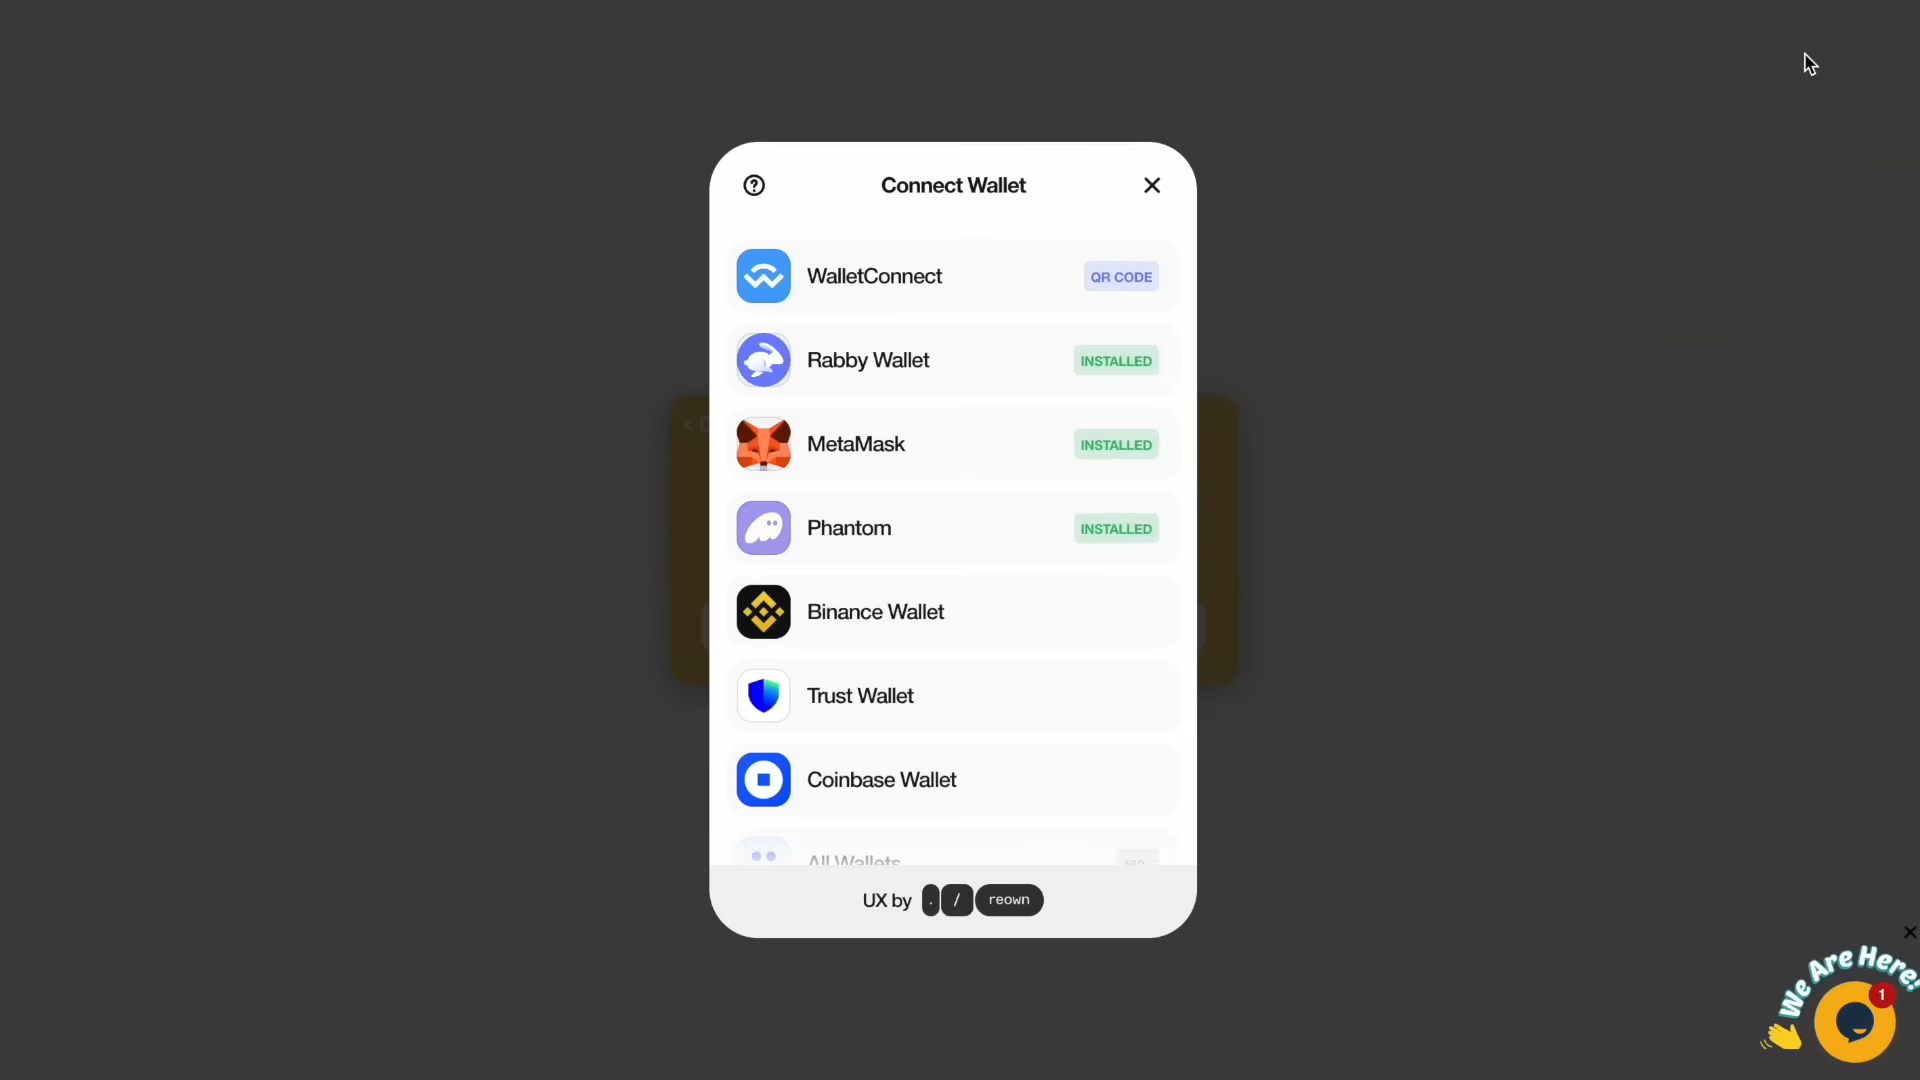 Connect Wallet
WalletConnect
QR CODE
Rabby Wallet
INSTALLED
MetaMask
INSTALLED
Phantom
INSTALLED
Binance Wallet
Trust Wallet
Coinbase Wallet
All Wallets
UX by . / reown
We Are Here!
1